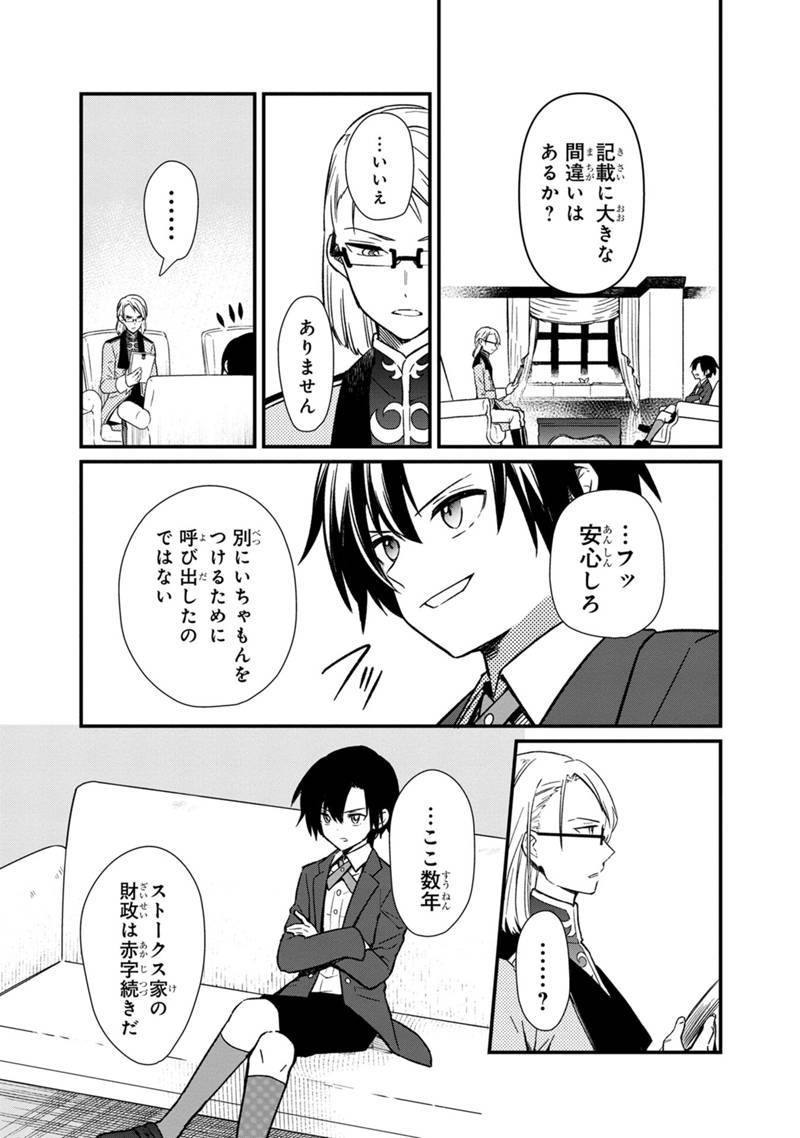 記載に大きな
間違いは
あるか？
…いいえ
ありません
……
…フッ
安心しろ
別にいちゃもんを
つけるために
呼び出したの
ではない
……？
…ここ数年
ストークス家の
財政は赤字続きだ